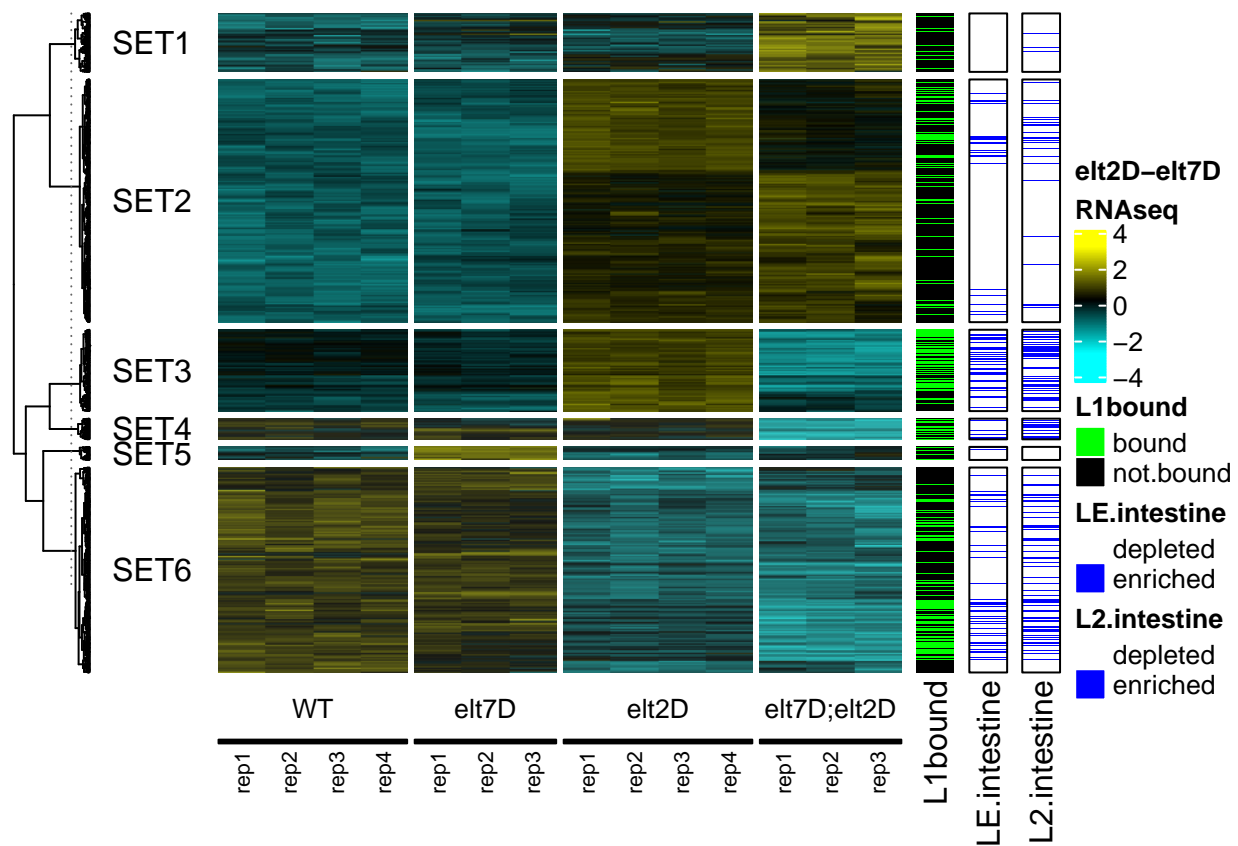 SET1
SET2
SET3
SET4
SET5
SET6
WT
elt7D
elt2D
elt7D;elt2D
rep1
rep2
rep3
rep4
rep1
rep2
rep3
rep1
rep2
rep3
rep4
rep1
rep2
rep3
L1bound
LE.intestine
L2.intestine
elt2D−elt7D
RNAseq
4
2
0
−2
−4
L1bound
bound
not.bound
LE.intestine
depleted
enriched
L2.intestine
depleted
enriched